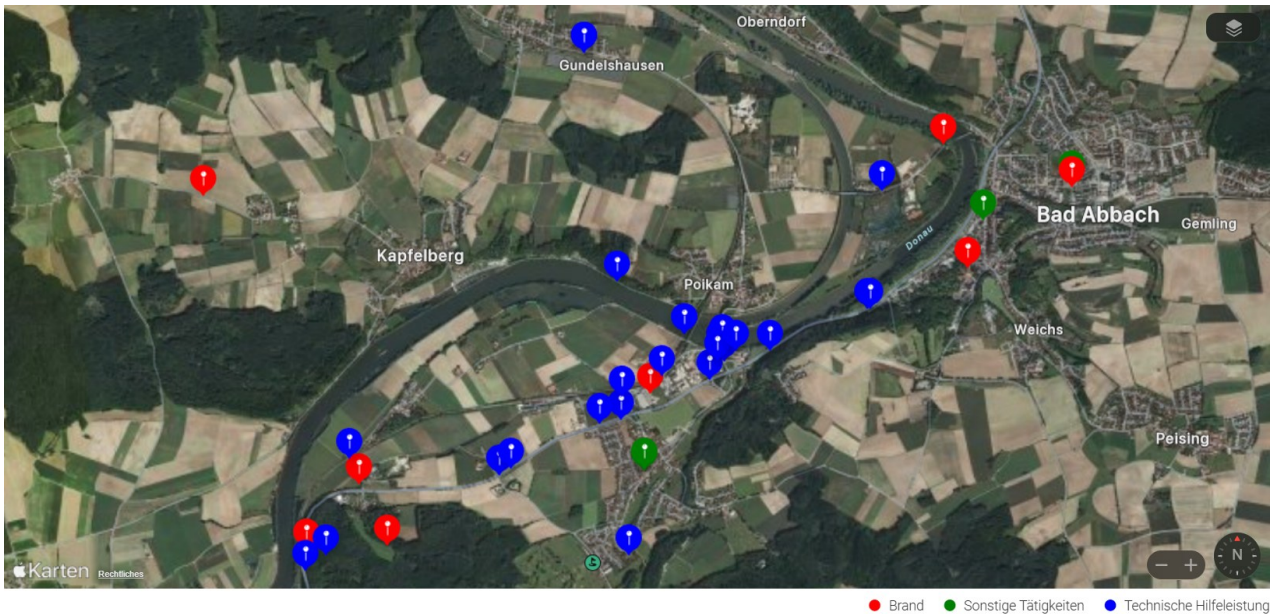 Oberndorf
Gundelshausen
Bad Abbach
Gemling
Donau
Kapfelberg
Poikam
Weichs
Peising
Karten Rechtliches
N
Brand Sonstige Tätigkeiten Technische Hilfeleistung